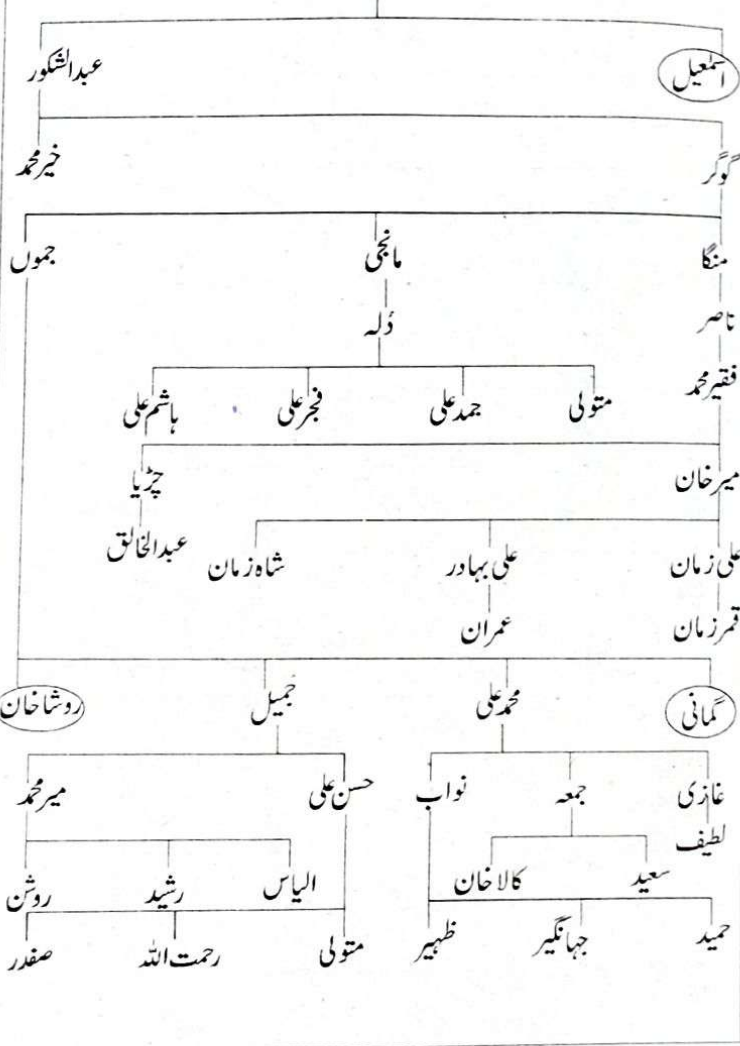 اسمٰعیل عبدالشکور
گوگر خیر محمد
منگا مانجی جموں
ناصر دُلہ
فقیر محمد
متولی حمد علی فجر علی ہاشم علی
میر خان چڑیا
عبدالخالق
علی زمان علی بہادر شاہ زمان
قمر زمان عمران
گمانی محمد علی جمیل روشا خان
غازی جمعہ نواب حسن علی میر محمد
لطیف
سعید کالا خان الیاس رشید روشن
حمید جہانگیر ظہیر متولی رحمت اللہ صفدر